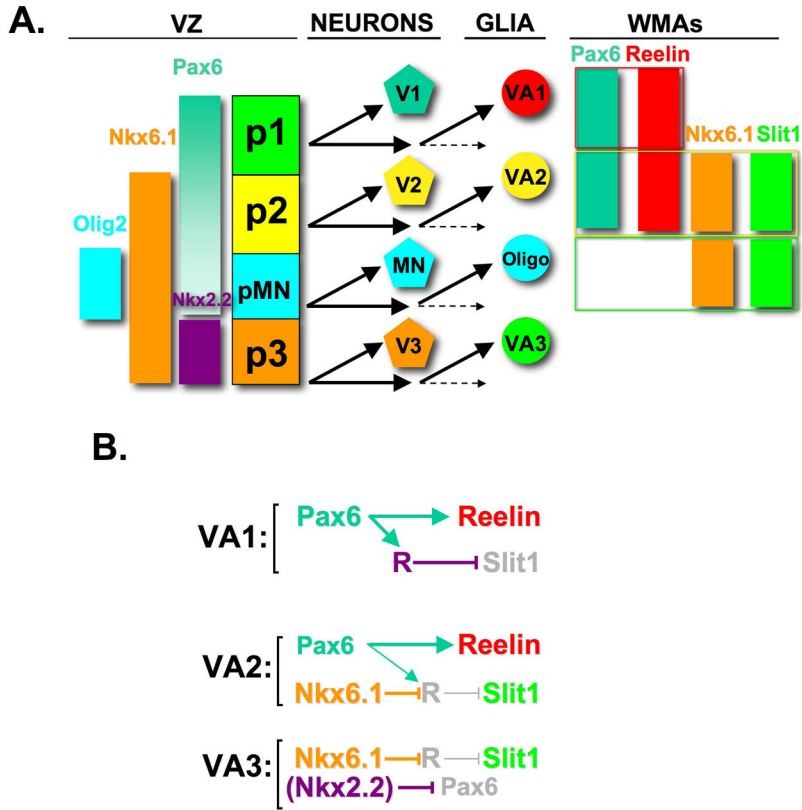 A.
VZ NEURONS GLIA WMAs
Pax6 Pax6 Reelin
V1 VA1
Nkx6.1 p1 Nkx6.1 Slit1
V2 VA2
Olig2 p2
MN Oligo
Nkx2.2 pMN
p3 V3 VA3
B.
VA1: Pax6 Reelin
R Slit1
VA2: Pax6 Reelin
Nkx6.1 R Slit1
VA3: Nkx6.1 R Slit1
(Nkx2.2) Pax6